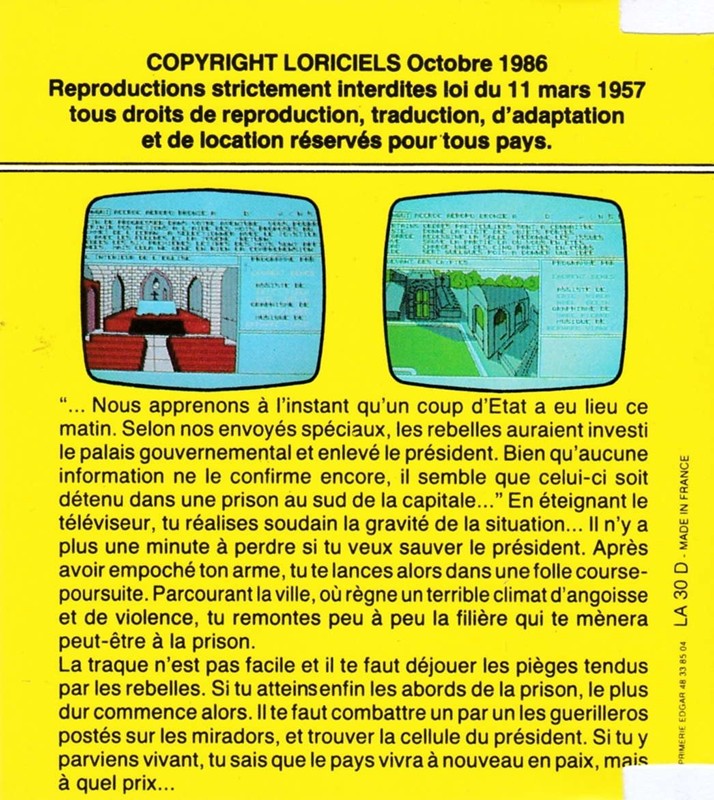 COPYRIGHT LORICIELS Octobre 1986
Reproductions strictement interdites loi du 11 mars 1957
tous droits de reproduction, traduction, d'adaptation
et de location réservés pour tous pays.
INTERIEUR DE L'EGLISE
“... Nous apprenons à l'instant qu'un coup d'Etat a eu lieu ce
matin. Selon nos envoyés spéciaux, les rebelles auraient investi
le palais gouvernemental et enlevé le président. Bien qu'aucune
information ne le confirme encore, il semble que celui-ci soit
détenu dans une prison au sud de la capitale...” En éteignant le
téléviseur, tu réalises soudain la gravité de la situation... Il n'y a
plus une minute à perdre si tu veux sauver le président. Après
avoir empoché ton arme, tu te lances alors dans une folle course-
poursuite. Parcourant la ville, où règne un terrible climat d'angoisse
et de violence, tu remontes peu à peu la filière qui te mènera
peut-être à la prison.
La traque n'est pas facile et il te faut déjouer les pièges tendus
par les rebelles. Si tu atteinsenfin les abords de la prison, le plus
dur commence alors. Il te faut combattre un par un les guerilleros
postés sur les miradors, et trouver la cellule du président. Si tu y
parviens vivant, tu sais que le pays vivra à nouveau en paix, mais
à quel prix...
LA 30 D - MADE IN FRANCE
PRIMERIE EDGAR 48 33 85 04